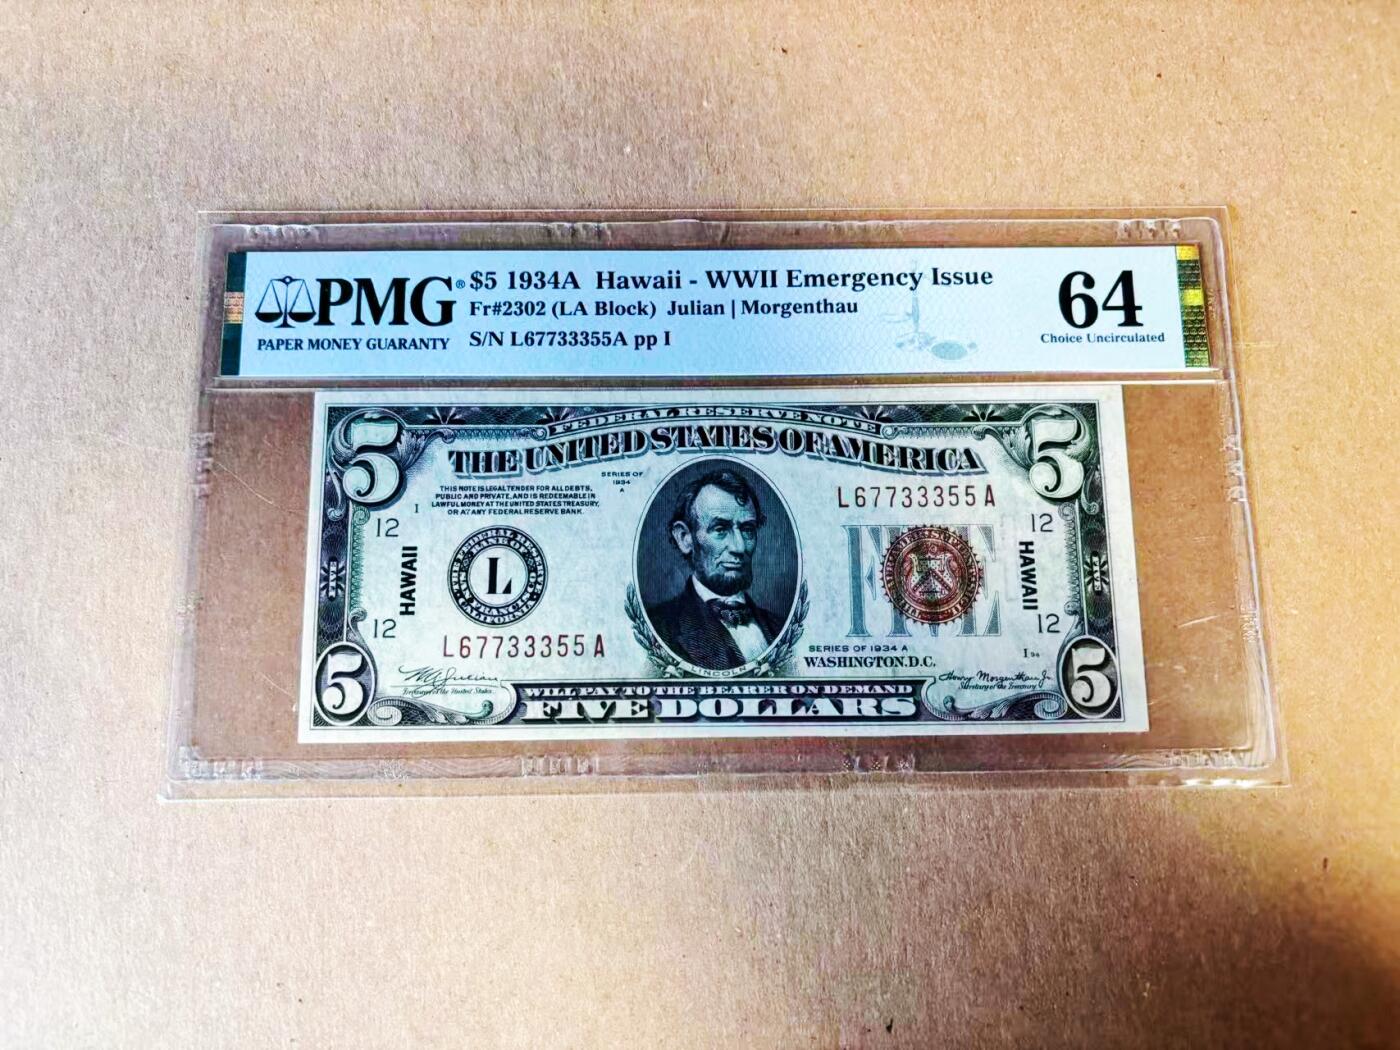 PMG®
PAPER MONEY GUARANTY
$5 1934A Hawaii - WWII Emergency Issue
Fr#2302 (LA Block) Julian | Morgenthau
S/N L67733355A pp I
64
Choice Uncirculated
FEDERAL RESERVE NOTE
THE UNITED STATES OF AMERICA
5
5
SERIES OF
1934
A
THIS NOTE IS LEGAL TENDER FOR ALL DEBTS,
PUBLIC AND PRIVATE, AND IS REDEEMABLE IN
LAWFUL MONEY AT THE UNITED STATES TREASURY,
OR AT ANY FEDERAL RESERVE BANK.
I
L67733355A
12
12
HAWAII
L
FIVE
HAWAII
FIVE
FIVE
12
12
L67733355A
SERIES OF 1934 A
WASHINGTON, D.C.
I
LINCOLN
Treasurer of the United States
Henry Morgenthau Jr.
Secretary of the Treasury
5
5
WILL PAY TO THE BEARER ON DEMAND
FIVE DOLLARS